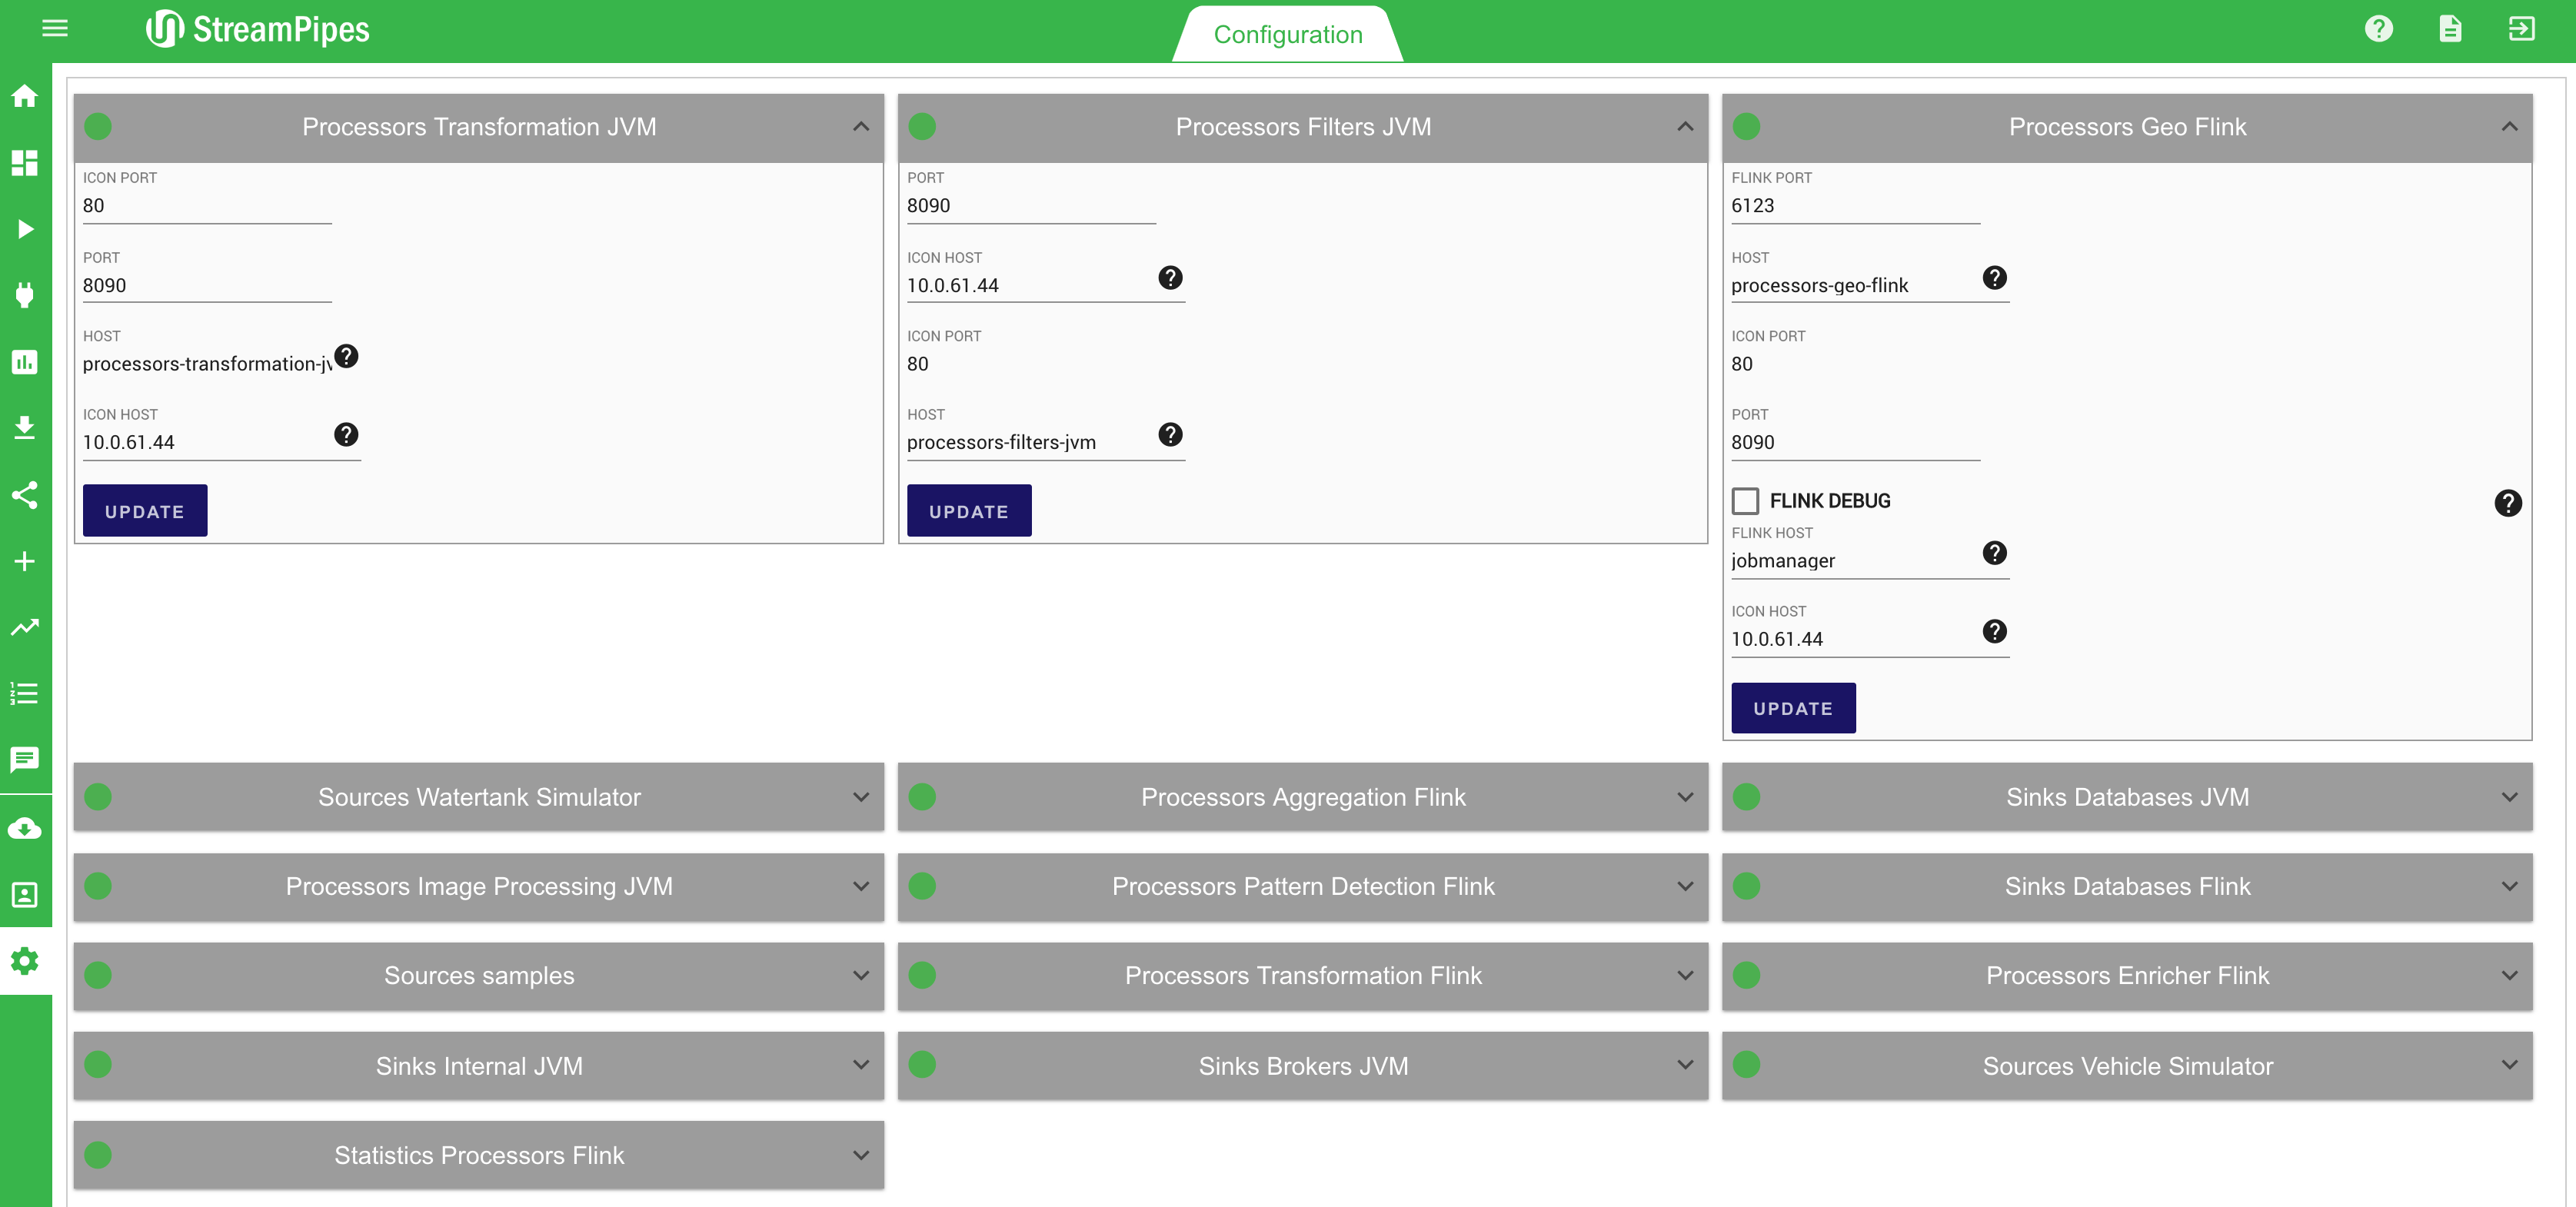 StreamPipes
Configuration
Processors Transformation JVM
ICON PORT
80
PORT
8090
HOST
processors-transformation-jv
ICON HOST
10.0.61.44
UPDATE
Processors Filters JVM
PORT
8090
ICON HOST
10.0.61.44
ICON PORT
80
HOST
processors-filters-jvm
UPDATE
Processors Geo Flink
FLINK PORT
6123
HOST
processors-geo-flink
ICON PORT
80
PORT
8090
FLINK DEBUG
FLINK HOST
jobmanager
ICON HOST
10.0.61.44
UPDATE
Sources Watertank Simulator
Processors Aggregation Flink
Sinks Databases JVM
Processors Image Processing JVM
Processors Pattern Detection Flink
Sinks Databases Flink
Sources samples
Processors Transformation Flink
Processors Enricher Flink
Sinks Internal JVM
Sinks Brokers JVM
Sources Vehicle Simulator
Statistics Processors Flink